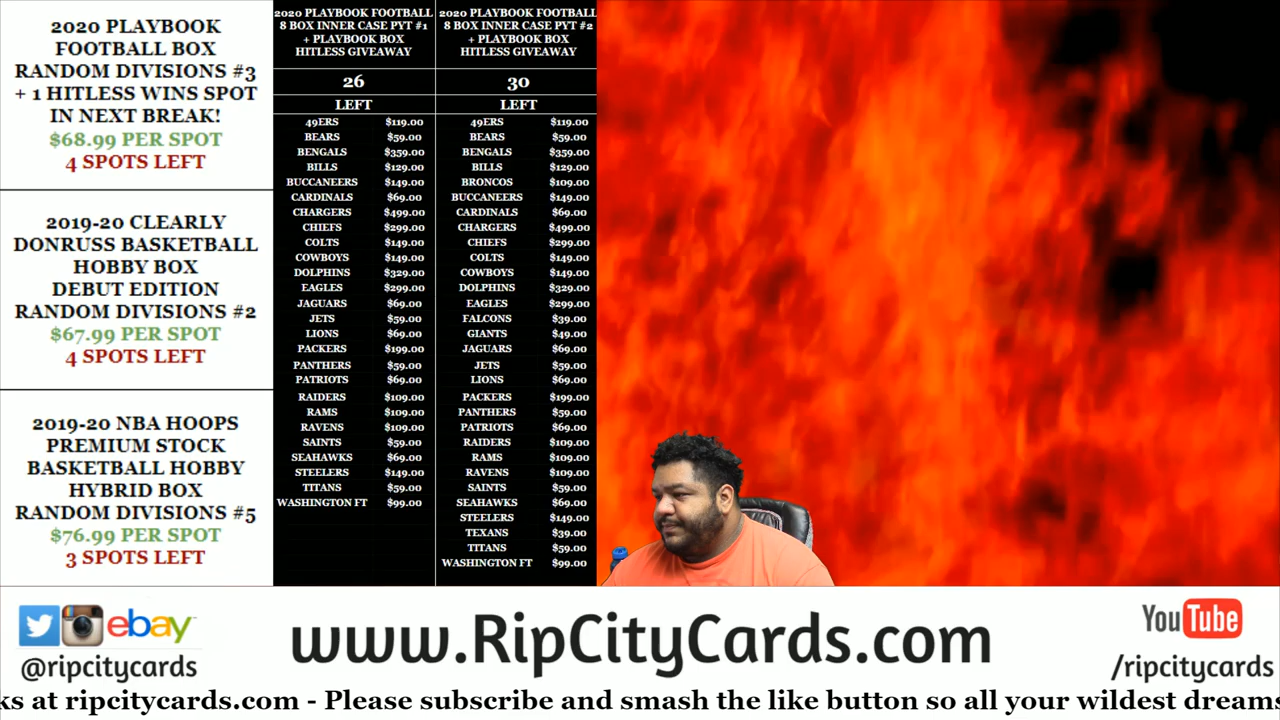 2020 PLAYBOOK
FOOTBALL BOX
RANDOM DIVISIONS #3
+ 1 HITLESS WINS SPOT
IN NEXT BREAK!
$68.99 PER SPOT
4 SPOTS LEFT
2019-20 CLEARLY
DONRUSS BASKETBALL
HOBBY BOX
DEBUT EDITION
RANDOM DIVISIONS #2
$67.99 PER SPOT
4 SPOTS LEFT
2019-20 NBA HOOPS
PREMIUM STOCK
BASKETBALL HOBBY
HYBRID BOX
RANDOM DIVISIONS #5
$76.99 PER SPOT
3 SPOTS LEFT
2020 PLAYBOOK FOOTBALL
8 BOX INNER CASE PYT #1
+ PLAYBOOK BOX
HITLESS GIVEAWAY
26
LEFT
49ERS $119.00
BEARS $59.00
BENGALS $359.00
BILLS $129.00
BUCCANEERS $149.00
CARDINALS $69.00
CHARGERS $499.00
CHIEFS $299.00
COLTS $149.00
COWBOYS $149.00
DOLPHINS $329.00
EAGLES $299.00
JAGUARS $69.00
JETS $59.00
LIONS $69.00
PACKERS $199.00
PANTHERS $59.00
PATRIOTS $69.00
RAIDERS $109.00
RAMS $109.00
RAVENS $109.00
SAINTS $59.00
SEAHAWKS $69.00
STEELERS $149.00
TITANS $59.00
WASHINGTON FT $99.00
2020 PLAYBOOK FOOTBALL
8 BOX INNER CASE PYT #2
+ PLAYBOOK BOX
HITLESS GIVEAWAY
30
LEFT
49ERS $119.00
BEARS $59.00
BENGALS $359.00
BILLS $129.00
BRONCOS $109.00
BUCCANEERS $149.00
CARDINALS $69.00
CHARGERS $499.00
CHIEFS $299.00
COLTS $149.00
COWBOYS $149.00
DOLPHINS $329.00
EAGLES $299.00
FALCONS $39.00
GIANTS $49.00
JAGUARS $69.00
JETS $59.00
LIONS $69.00
PACKERS $199.00
PANTHERS $59.00
PATRIOTS $69.00
RAIDERS $109.00
RAMS $109.00
RAVENS $109.00
SAINTS $59.00
SEAHAWKS $69.00
STEELERS $149.00
TEXANS $39.00
TITANS $59.00
WASHINGTON FT $99.00
ebay
@ripcitycards
www.RipCityCards.com
YouTube
/ripcitycards
ks at ripcitycards.com - Please subscribe and smash the like button so all your wildest dreams